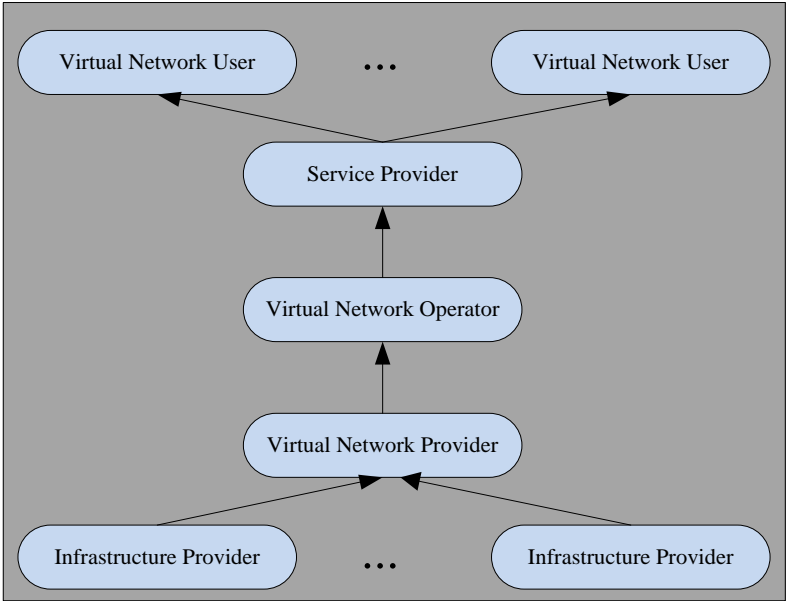 Virtual Network User ... Virtual Network User
Service Provider
Virtual Network Operator
Virtual Network Provider
Infrastructure Provider ... Infrastructure Provider